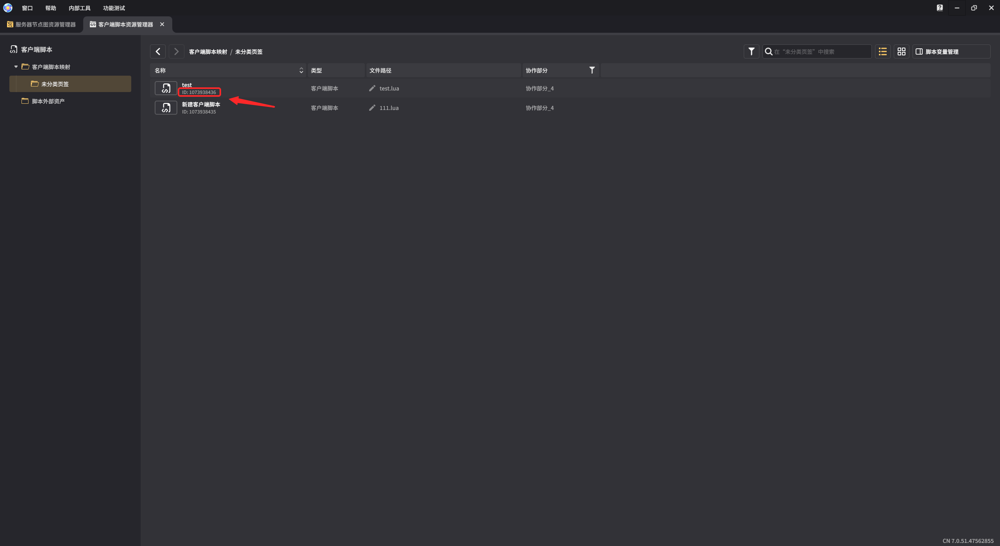 窗口 帮助 内部工具 功能测试
服务器节点图资源管理器 客户端脚本资源管理器
客户端脚本
客户端脚本映射
未分类页签
脚本外部资产
客户端脚本映射 / 未分类页签
在“未分类页签”中搜索
脚本变量管理
名称 类型 文件路径 协作部分
test
ID: 1073938436
客户端脚本 test.lua 协作部分_4
新建客户端脚本
ID: 1073938435
客户端脚本 111.lua 协作部分_4
CN 7.0.51.47562855